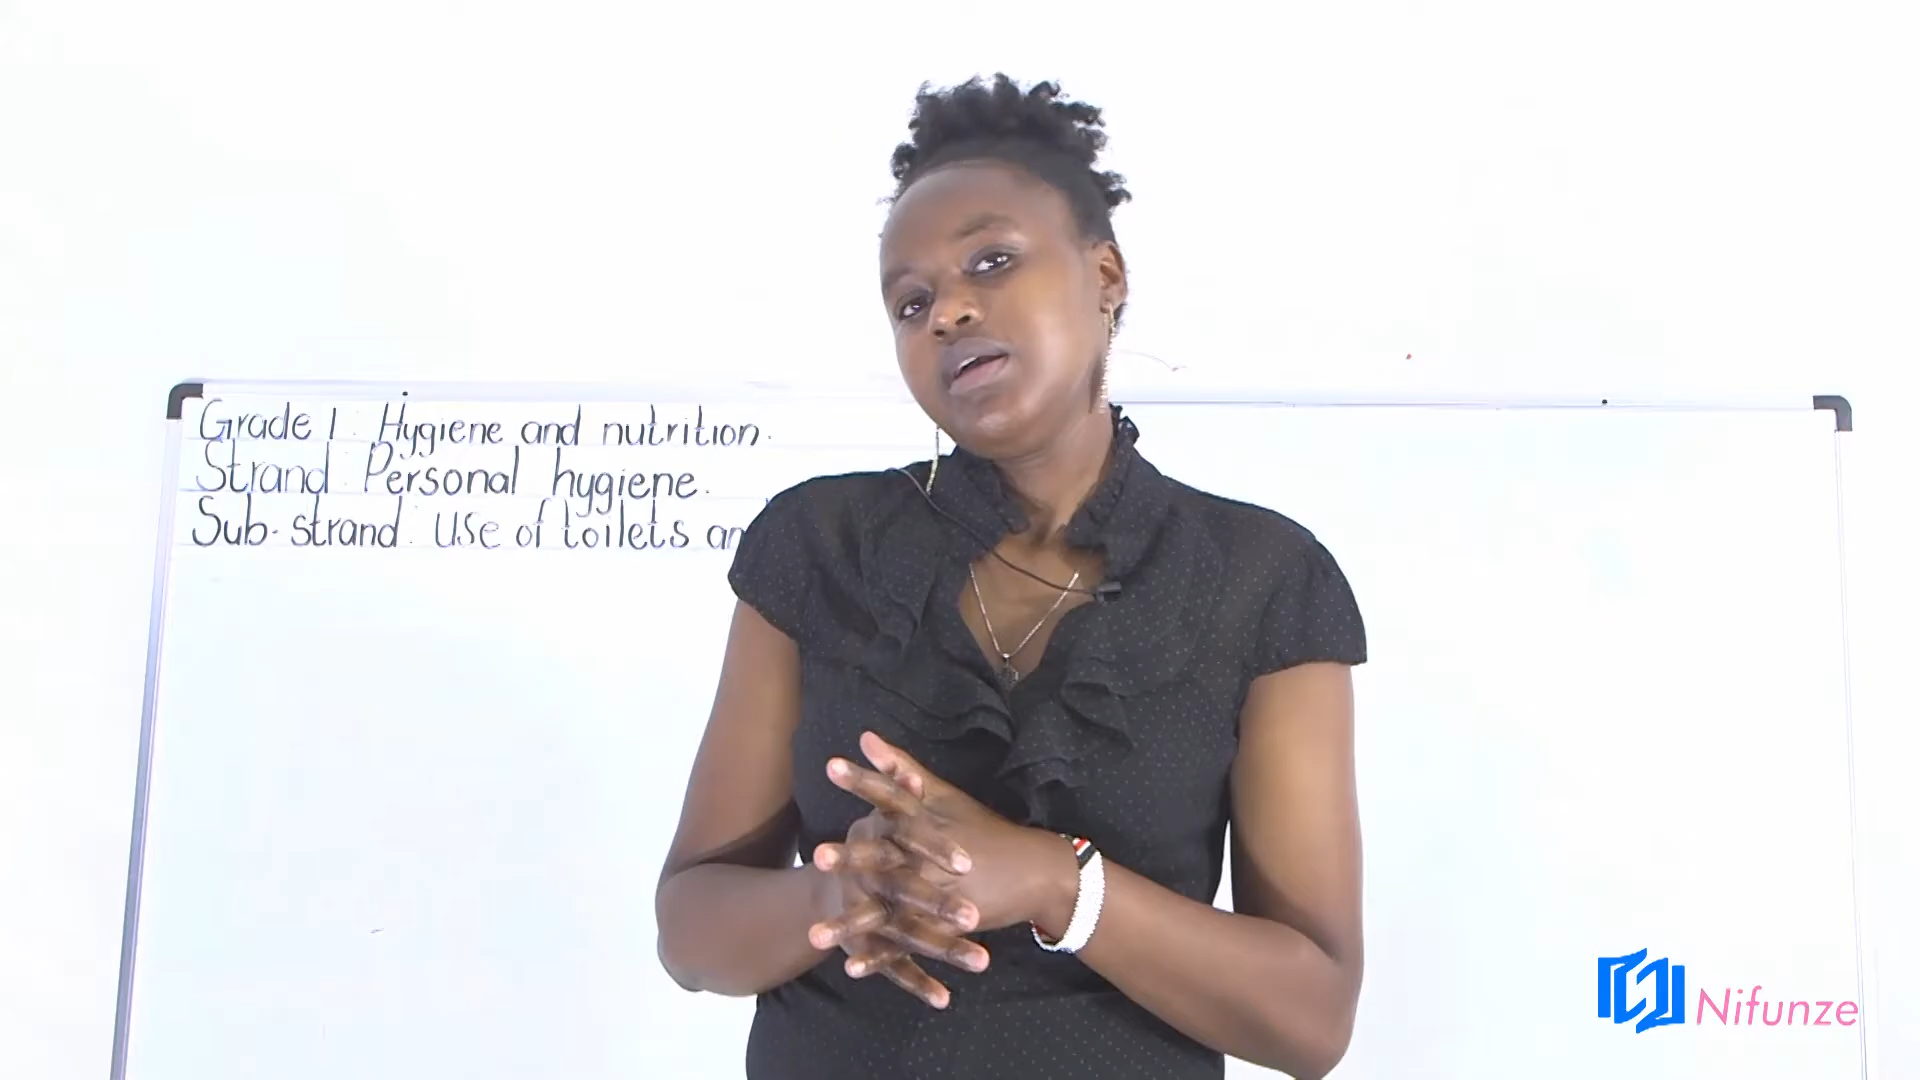 Grade 1: Hygiene and nutrition.
Strand: Personal hygiene.
Sub-strand: Use of toilets an
Nifunze